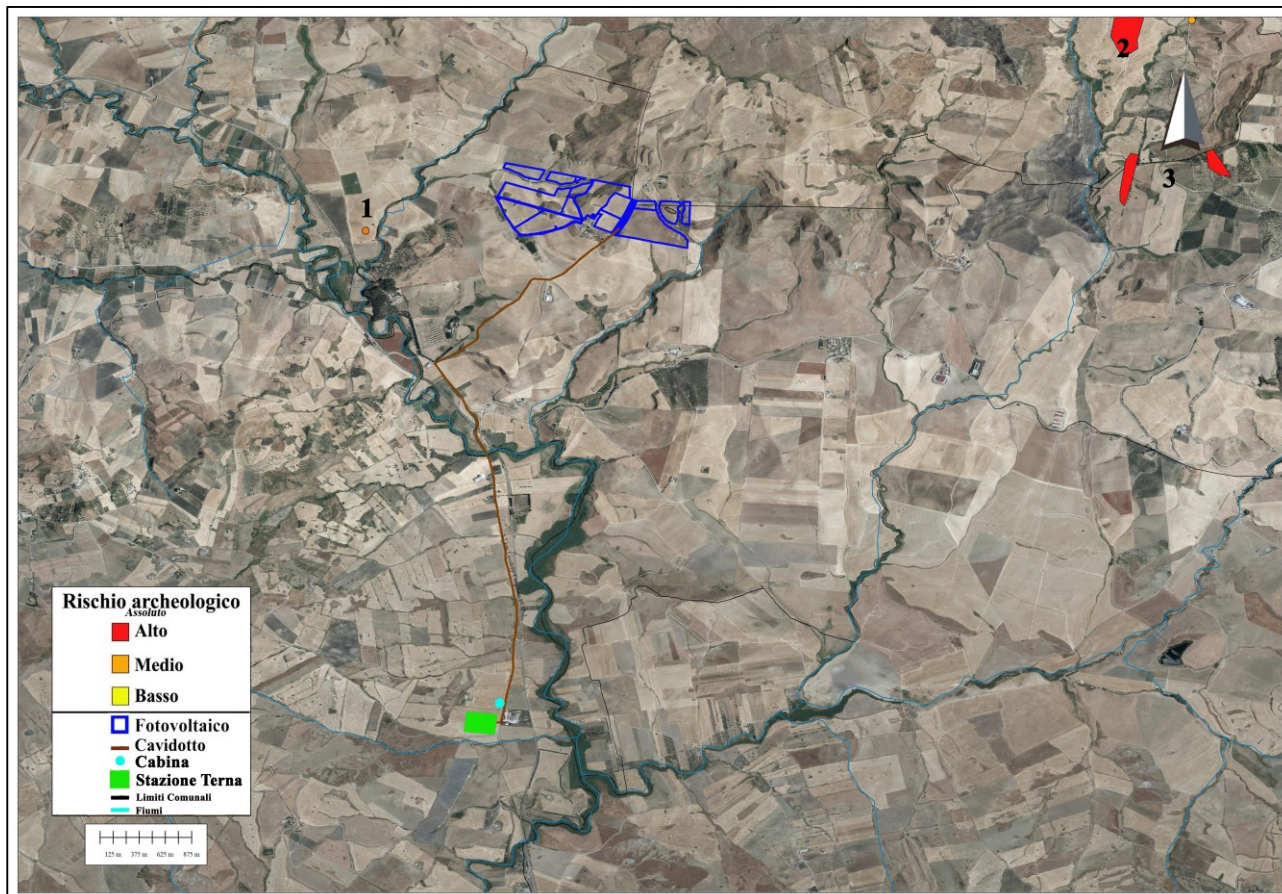 2
3
1
Rischio archeologico
Assoluto
Alto
Medio
Basso
Fotovoltaico
Cavidotto
Cabina
Stazione Terna
Limiti Comunali
Fiumi
125 m 375 m 625 m 875 m